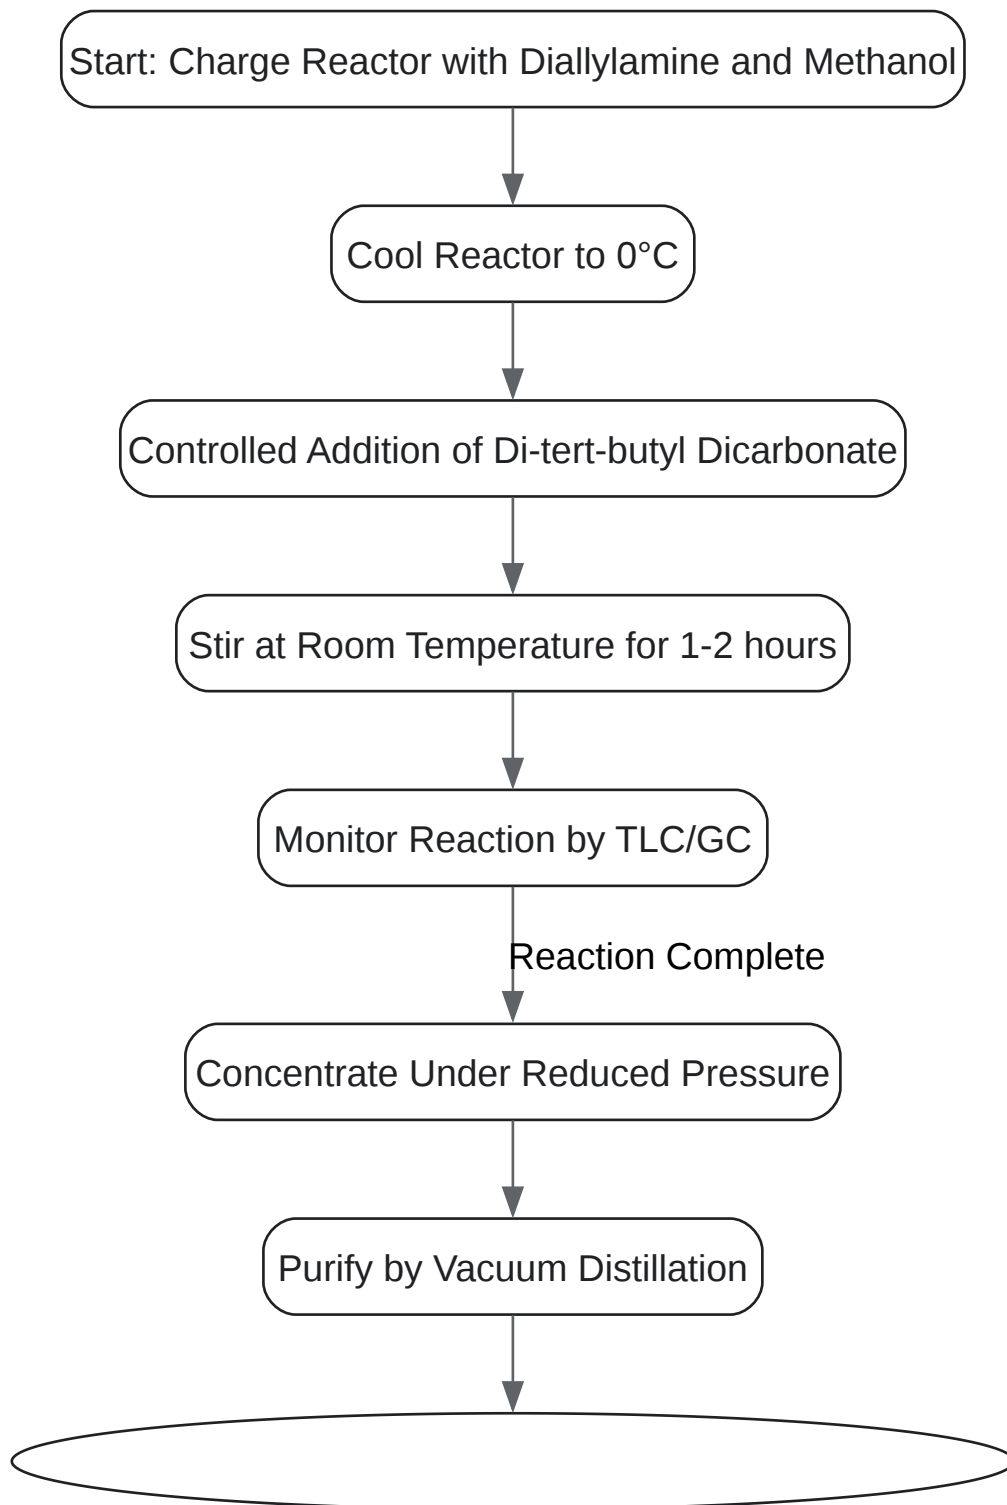 Start: Charge Reactor with Diallylamine and Methanol
Cool Reactor to 0°C
Controlled Addition of Di-tert-butyl Dicarbonate
Stir at Room Temperature for 1-2 hours
Monitor Reaction by TLC/GC
Reaction Complete
Concentrate Under Reduced Pressure
Purify by Vacuum Distillation